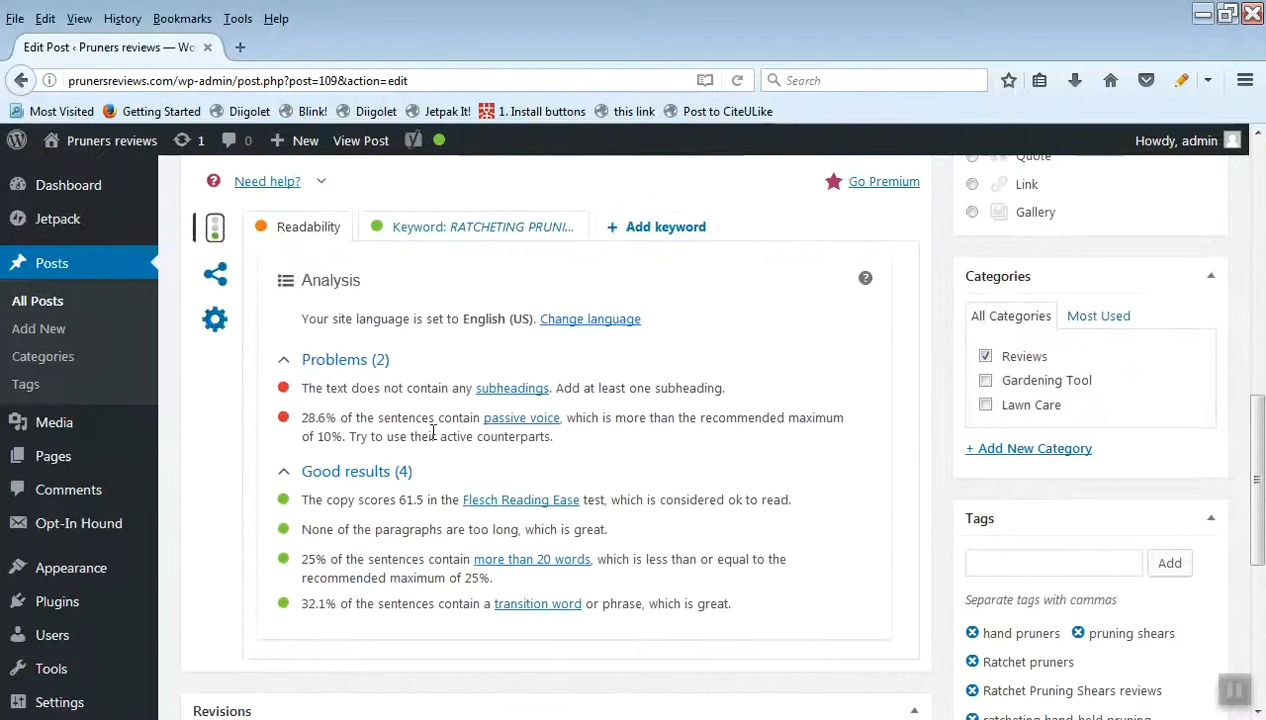 File Edit View History Bookmarks Tools Help
Edit Post ‹ Pruners reviews — Wo
prunersreviews.com/wp-admin/post.php?post=109&action=edit
Search
Most Visited Getting Started Diigolet Blink! Diigolet Jetpak It! 1. Install buttons this link Post to CiteULike
Pruners reviews 1 0 New View Post Howdy, admin
Dashboard
Jetpack
Posts
All Posts
Add New
Categories
Tags
Media
Pages
Comments
Opt-In Hound
Appearance
Plugins
Users
Tools
Settings
Need help? Go Premium
Readability Keyword: RATCHETING PRUNI... + Add keyword
Analysis
Your site language is set to English (US). Change language
Problems (2)
The text does not contain any subheadings. Add at least one subheading.
28.6% of the sentences contain passive voice, which is more than the recommended maximum
of 10%. Try to use their active counterparts.
Good results (4)
The copy scores 61.5 in the Flesch Reading Ease test, which is considered ok to read.
None of the paragraphs are too long, which is great.
25% of the sentences contain more than 20 words, which is less than or equal to the
recommended maximum of 25%.
32.1% of the sentences contain a transition word or phrase, which is great.
Revisions
Quote
Link
Gallery
Categories
All Categories Most Used
Reviews
Gardening Tool
Lawn Care
+ Add New Category
Tags
Add
Separate tags with commas
hand pruners pruning shears
Ratchet pruners
Ratchet Pruning Shears reviews
ratcheting hand-held pruning